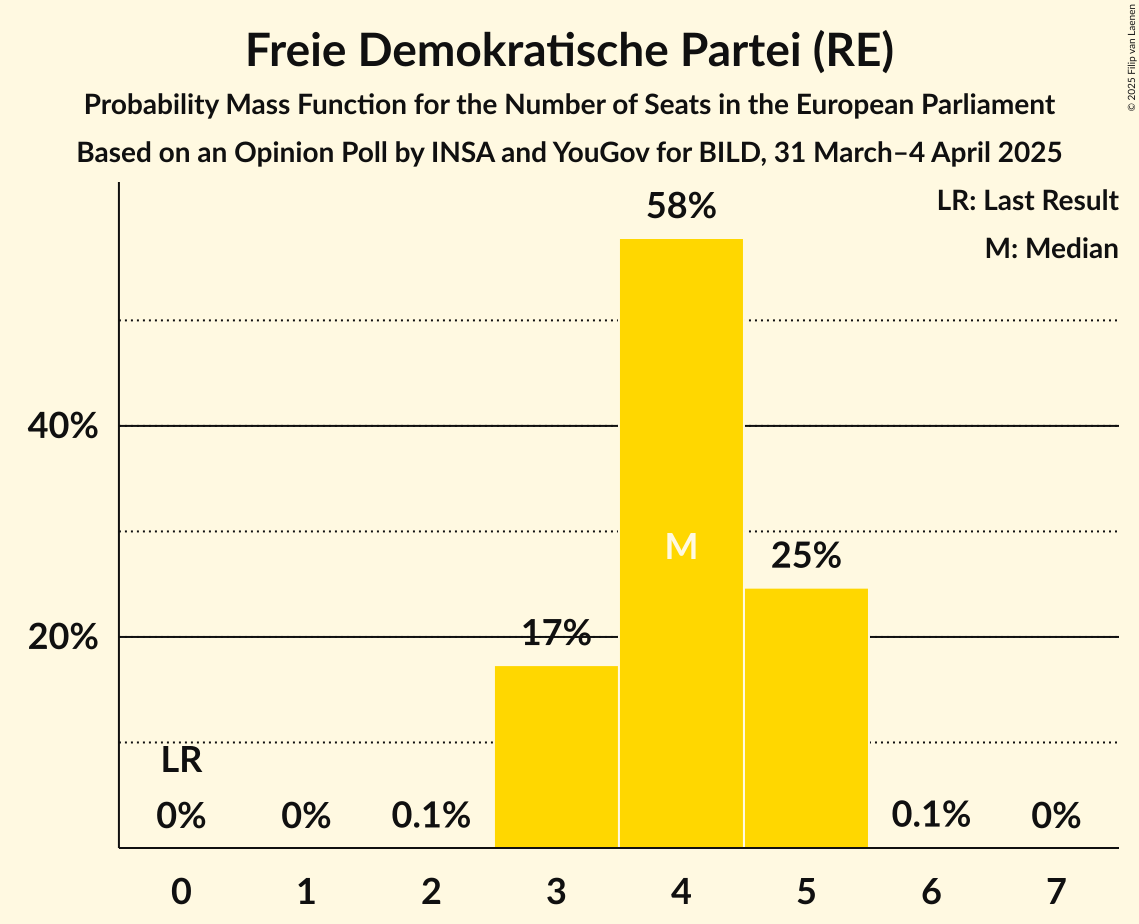 Freie Demokratische Partei (RE)
Probability Mass Function for the Number of Seats in the European Parliament
Based on an Opinion Poll by INSA and YouGov for BILD, 31 March–4 April 2025
© 2025 Filip van Laenen
LR: Last Result
M: Median
58%
40%
M
25%
20%
17%
LR
0%
0%
0.1%
0.1%
0%
0 1 2 3 4 5 6 7